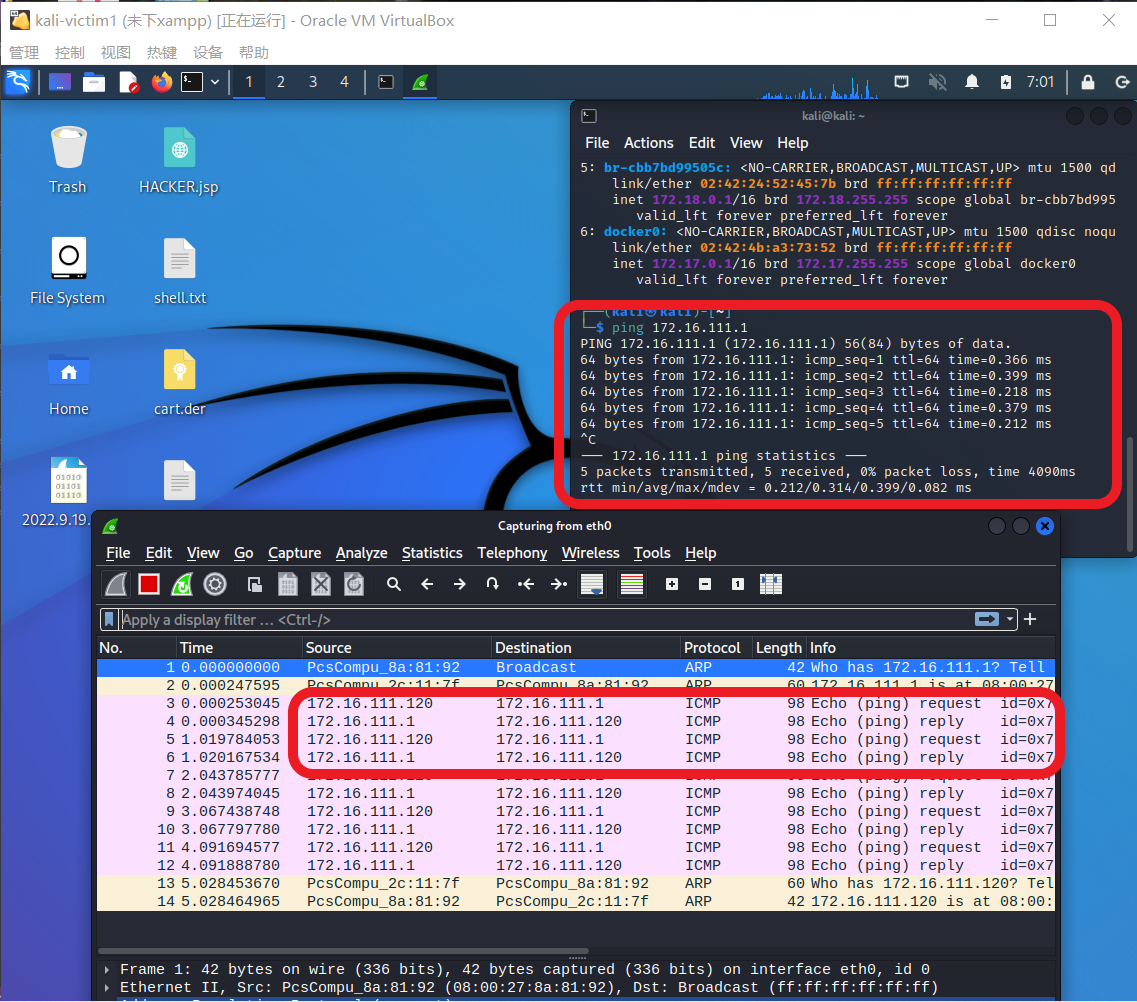 kali-victim1 (未下xampp) [正在运行] - Oracle VM VirtualBox
管理 控制 视图 热键 设备 帮助
1 2 3 4 7:01
Trash
HACKER.jsp
File System
shell.txt
Home
cart.der
2022.9.19.
kali@kali: ~
File Actions Edit View Help
5: br-cbb7bd99505c: <NO-CARRIER,BROADCAST,MULTICAST,UP> mtu 1500 qd
link/ether 02:42:24:52:45:7b brd ff:ff:ff:ff:ff:ff
inet 172.18.0.1/16 brd 172.18.255.255 scope global br-cbb7bd995
valid_lft forever preferred_lft forever
6: docker0: <NO-CARRIER,BROADCAST,MULTICAST,UP> mtu 1500 qdisc noqu
link/ether 02:42:4b:a3:73:52 brd ff:ff:ff:ff:ff:ff
inet 172.17.0.1/16 brd 172.17.255.255 scope global docker0
valid_lft forever preferred_lft forever
┌──(kali㉿kali)-[~]
└─$ ping 172.16.111.1
PING 172.16.111.1 (172.16.111.1) 56(84) bytes of data.
64 bytes from 172.16.111.1: icmp_seq=1 ttl=64 time=0.366 ms
64 bytes from 172.16.111.1: icmp_seq=2 ttl=64 time=0.399 ms
64 bytes from 172.16.111.1: icmp_seq=3 ttl=64 time=0.218 ms
64 bytes from 172.16.111.1: icmp_seq=4 ttl=64 time=0.379 ms
64 bytes from 172.16.111.1: icmp_seq=5 ttl=64 time=0.212 ms
^C
--- 172.16.111.1 ping statistics ---
5 packets transmitted, 5 received, 0% packet loss, time 4090ms
rtt min/avg/max/mdev = 0.212/0.314/0.399/0.082 ms
Capturing from eth0
File Edit View Go Capture Analyze Statistics Telephony Wireless Tools Help
Apply a display filter … <Ctrl-/>
No. Time Source Destination Protocol Length Info
1 0.000000000 PcsCompu_8a:81:92 Broadcast ARP 42 Who has 172.16.111.1? Tell
2 0.000247595 PcsCompu_2c:11:7f PcsCompu_8a:81:92 ARP 60 172.16.111.1 is at 08:00:27
3 0.000253045 172.16.111.120 172.16.111.1 ICMP 98 Echo (ping) request id=0x7
4 0.000345298 172.16.111.1 172.16.111.120 ICMP 98 Echo (ping) reply id=0x7
5 1.019784053 172.16.111.120 172.16.111.1 ICMP 98 Echo (ping) request id=0x7
6 1.020167534 172.16.111.1 172.16.111.120 ICMP 98 Echo (ping) reply id=0x7
7 2.043785777 172.16.111.120 172.16.111.1 ICMP 98 Echo (ping) request id=0x7
8 2.043974045 172.16.111.1 172.16.111.120 ICMP 98 Echo (ping) reply id=0x7
9 3.067438748 172.16.111.120 172.16.111.1 ICMP 98 Echo (ping) request id=0x7
10 3.067797780 172.16.111.1 172.16.111.120 ICMP 98 Echo (ping) reply id=0x7
11 4.091694577 172.16.111.120 172.16.111.1 ICMP 98 Echo (ping) request id=0x7
12 4.091888780 172.16.111.1 172.16.111.120 ICMP 98 Echo (ping) reply id=0x7
13 5.028453670 PcsCompu_2c:11:7f PcsCompu_8a:81:92 ARP 60 Who has 172.16.111.120? Tel
14 5.028464965 PcsCompu_8a:81:92 PcsCompu_2c:11:7f ARP 42 172.16.111.120 is at 08:00:
Frame 1: 42 bytes on wire (336 bits), 42 bytes captured (336 bits) on interface eth0, id 0
Ethernet II, Src: PcsCompu_8a:81:92 (08:00:27:8a:81:92), Dst: Broadcast (ff:ff:ff:ff:ff:ff)